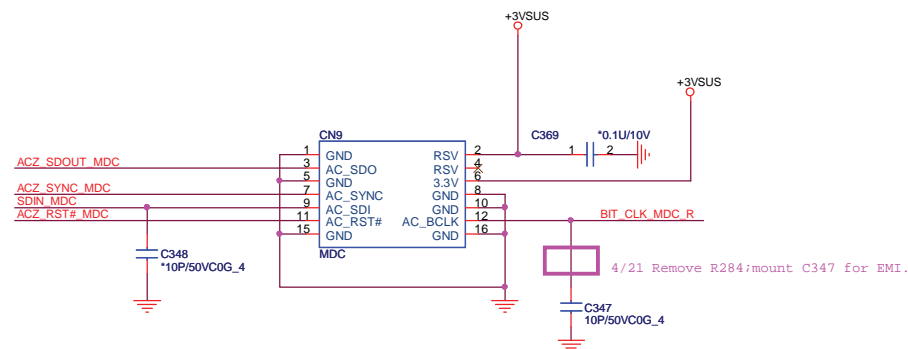 +3VSUS
+3VSUS
CN9
C369
*0.1U/10V
1 GND RSV 2
1 2
ACZ_SDOUT_MDC
3 AC_SDO RSV 4
5 GND 3.3V 6
ACZ_SYNC_MDC
7 AC_SYNC GND 8
SDIN_MDC
9 AC_SDI GND 10
ACZ_RST#_MDC
11 AC_RST# AC_BCLK 12
BIT_CLK_MDC_R
15 GND GND 16
MDC
C348
*10P/50VC0G_4
4/21 Remove R284;mount C347 for EMI.
C347
10P/50VC0G_4